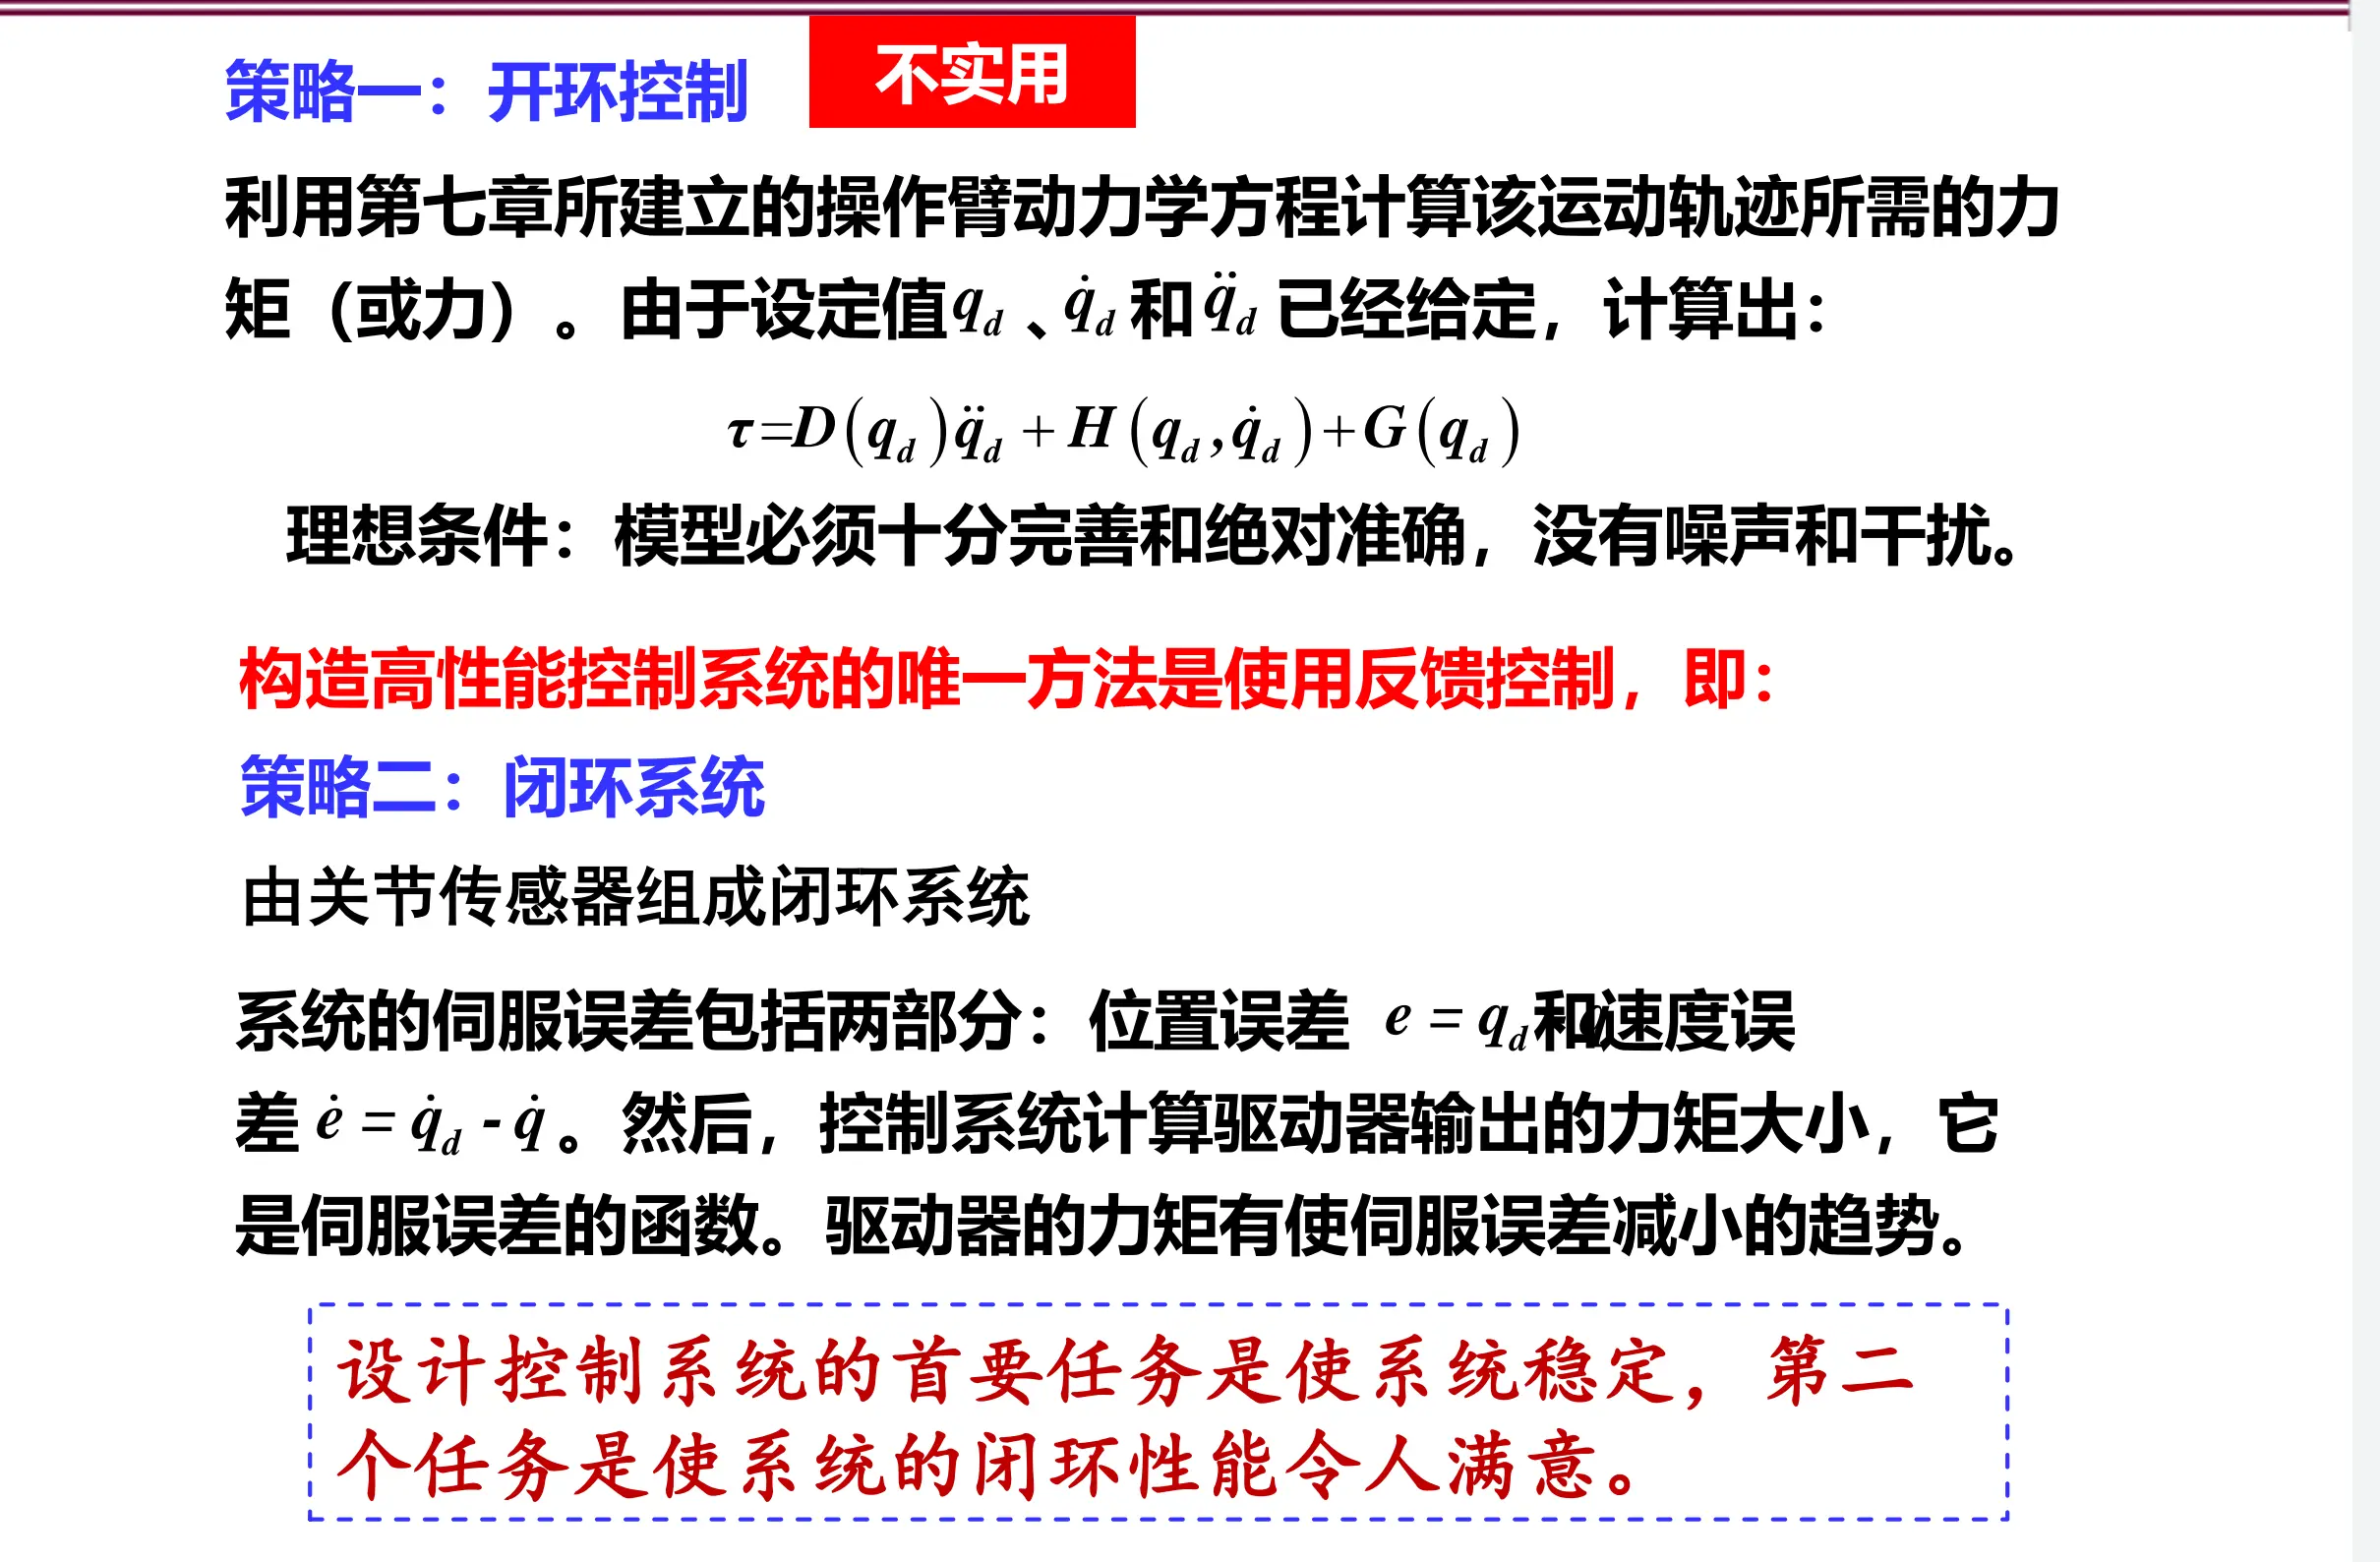 策略一：开环控制 不实用
利用第七章所建立的操作臂动力学方程计算该运动轨迹所需的力
矩（或力）。由于设定值 q_d 、q̇_d 和 q̈_d 已经给定，计算出：
τ=D(q_d)q̈_d + H(q_d,q̇_d)+G(q_d)
理想条件：模型必须十分完善和绝对准确，没有噪声和干扰。
构造高性能控制系统的唯一方法是使用反馈控制，即：
策略二：闭环系统
由关节传感器组成闭环系统
系统的伺服误差包括两部分：位置误差 e = q_d 和速度误
差 ė = q̇_d - q̇ 。然后，控制系统计算驱动器输出的力矩大小，它
是伺服误差的函数。驱动器的力矩有使伺服误差减小的趋势。
设计控制系统的首要任务是使系统稳定，第二
个任务是使系统的闭环性能令人满意。